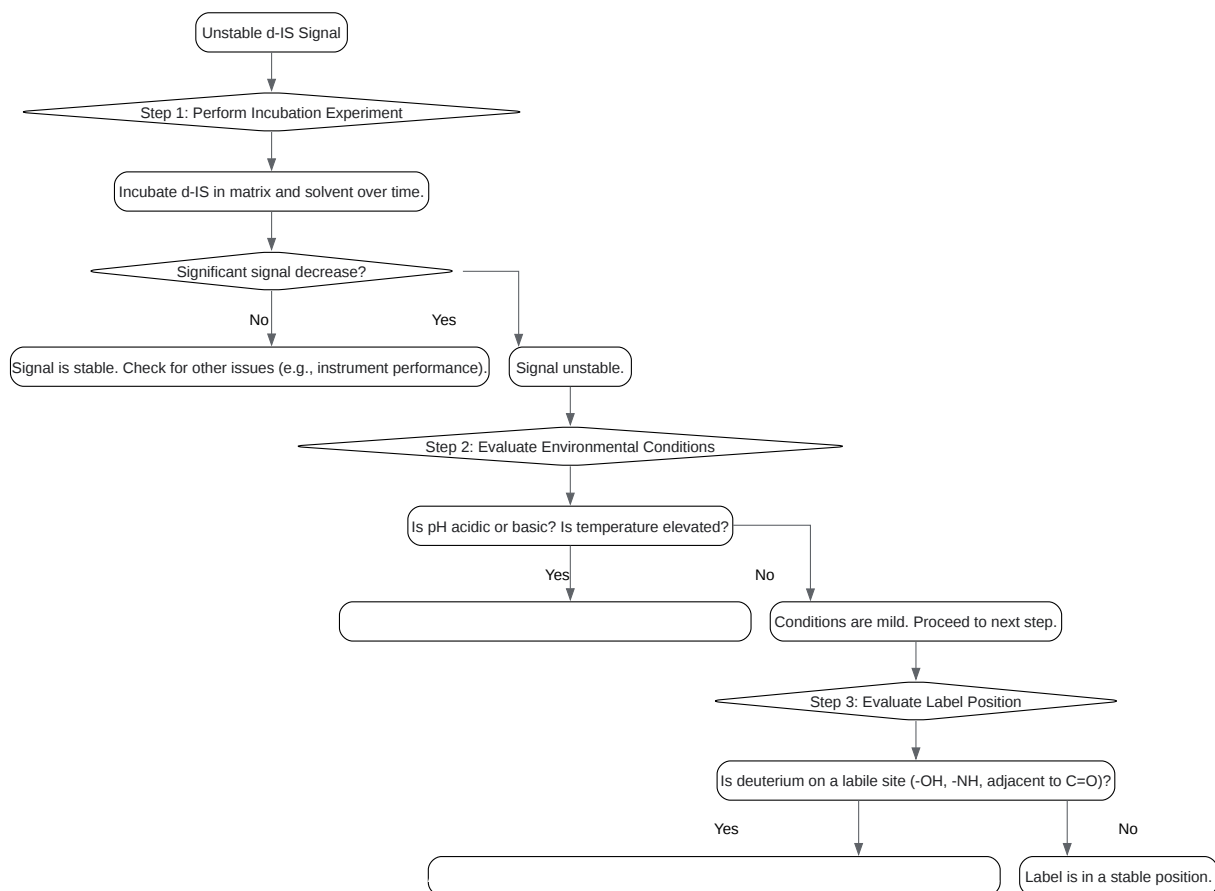 Unstable d-IS Signal
Step 1: Perform Incubation Experiment
Incubate d-IS in matrix and solvent over time.
Significant signal decrease?
No
Yes
Signal is stable. Check for other issues (e.g., instrument performance).
Signal unstable.
Step 2: Evaluate Environmental Conditions
Is pH acidic or basic? Is temperature elevated?
Yes
No
Conditions are mild. Proceed to next step.
Step 3: Evaluate Label Position
Is deuterium on a labile site (-OH, -NH, adjacent to C=O)?
Yes
No
Label is in a stable position.